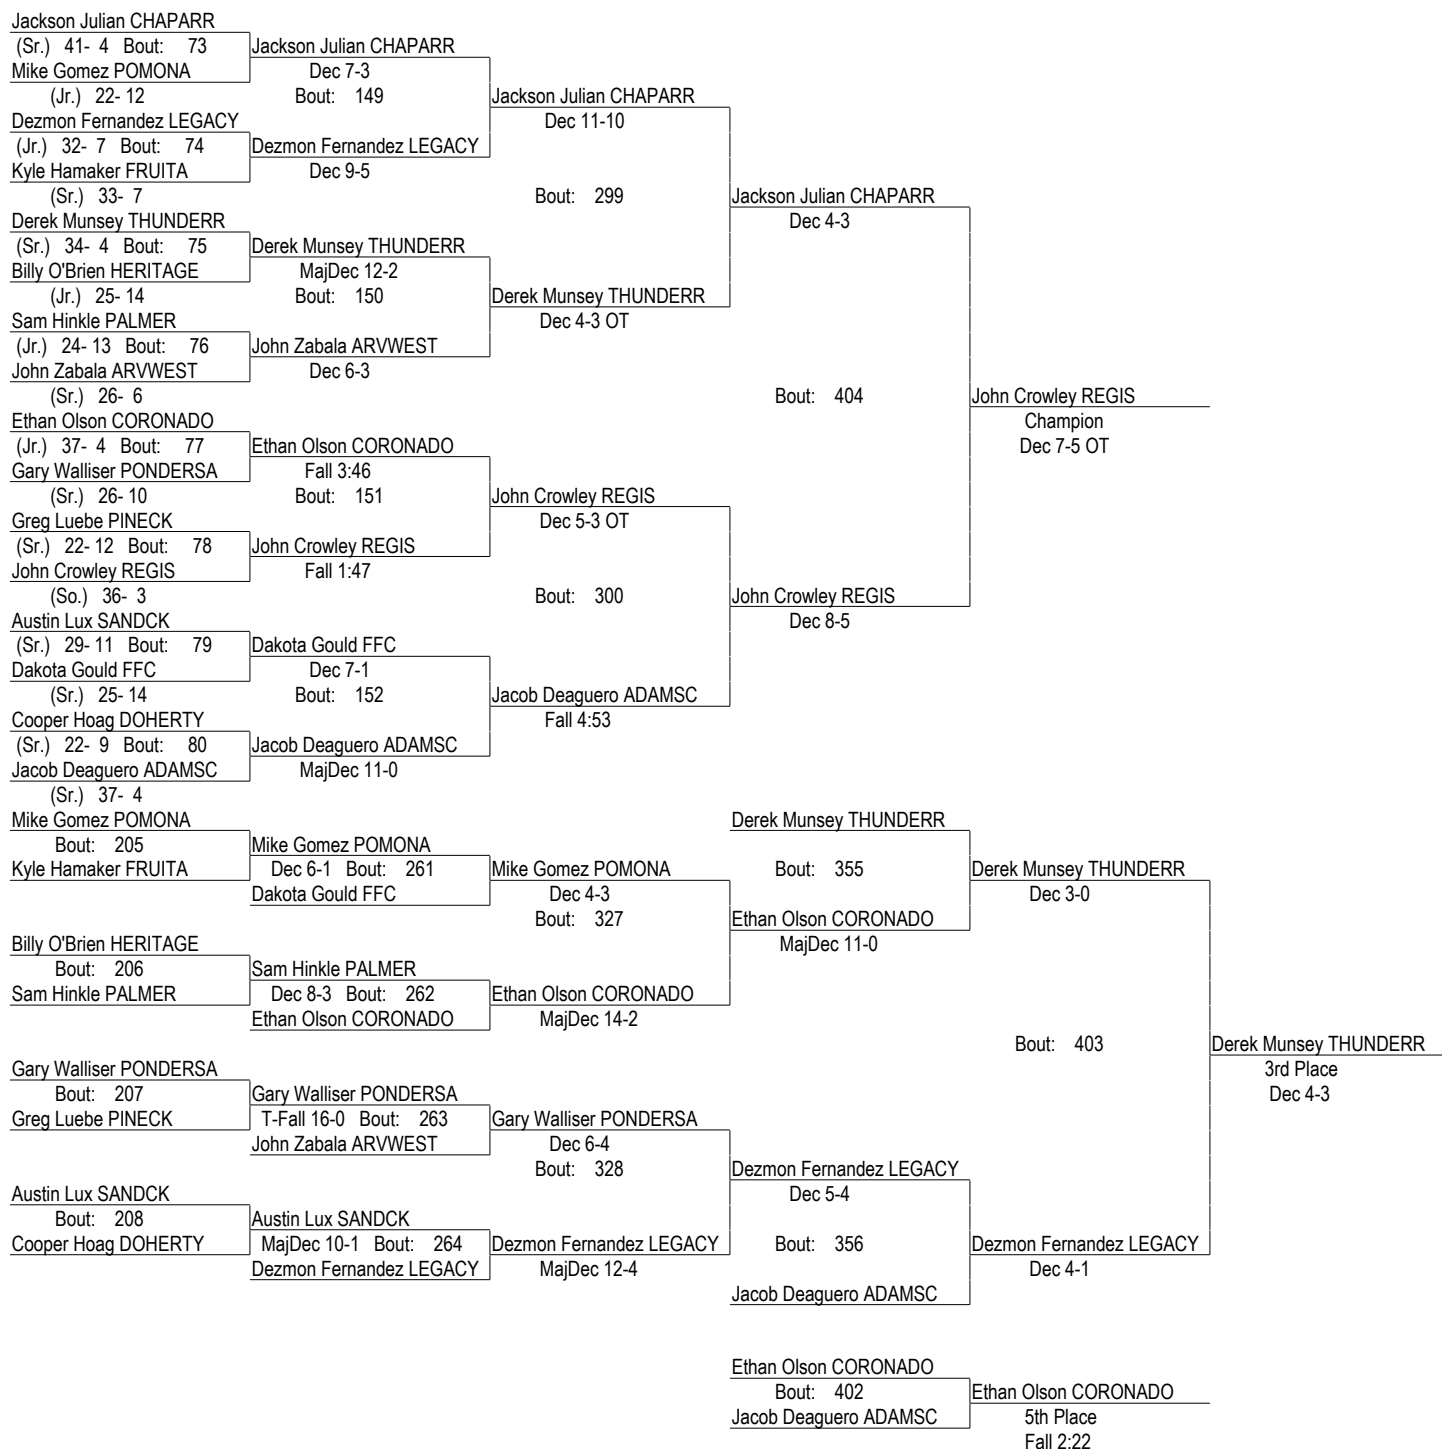 Jackson Julian CHAPARR
(Sr.) 41- 4 Bout: 73 Jackson Julian CHAPARR
Mike Gomez POMONA Dec 7-3
(Jr.) 22- 12 Bout: 149 Jackson Julian CHAPARR
Dezmon Fernandez LEGACY Dec 11-10
(Jr.) 32- 7 Bout: 74 Dezmon Fernandez LEGACY
Kyle Hamaker FRUITA Dec 9-5
(Sr.) 33- 7 Bout: 299 Jackson Julian CHAPARR
Derek Munsey THUNDERR Dec 4-3
(Sr.) 34- 4 Bout: 75 Derek Munsey THUNDERR
Billy O'Brien HERITAGE MajDec 12-2
(Jr.) 25- 14 Bout: 150 Derek Munsey THUNDERR
Sam Hinkle PALMER Dec 4-3 OT
(Jr.) 24- 13 Bout: 76 John Zabala ARVWEST
John Zabala ARVWEST Dec 6-3
(Sr.) 26- 6 Bout: 404 John Crowley REGIS
Ethan Olson CORONADO Champion
(Jr.) 37- 4 Bout: 77 Ethan Olson CORONADO Dec 7-5 OT
Gary Walliser PONDERSA Fall 3:46
(Sr.) 26- 10 Bout: 151 John Crowley REGIS
Greg Luebe PINECK Dec 5-3 OT
(Sr.) 22- 12 Bout: 78 John Crowley REGIS
John Crowley REGIS Fall 1:47
(So.) 36- 3 Bout: 300 John Crowley REGIS
Austin Lux SANDCK Dec 8-5
(Sr.) 29- 11 Bout: 79 Dakota Gould FFC
Dakota Gould FFC Dec 7-1
(Sr.) 25- 14 Bout: 152 Jacob Deaguero ADAMSC
Cooper Hoag DOHERTY Fall 4:53
(Sr.) 22- 9 Bout: 80 Jacob Deaguero ADAMSC
Jacob Deaguero ADAMSC MajDec 11-0
(Sr.) 37- 4
Mike Gomez POMONA Derek Munsey THUNDERR
Bout: 205 Mike Gomez POMONA
Kyle Hamaker FRUITA Dec 6-1 Bout: 261 Mike Gomez POMONA Bout: 355 Derek Munsey THUNDERR
Dakota Gould FFC Dec 4-3 Dec 3-0
Bout: 327 Ethan Olson CORONADO
Billy O'Brien HERITAGE MajDec 11-0
Bout: 206 Sam Hinkle PALMER
Sam Hinkle PALMER Dec 8-3 Bout: 262 Ethan Olson CORONADO
Ethan Olson CORONADO MajDec 14-2
Bout: 403 Derek Munsey THUNDERR
Gary Walliser PONDERSA 3rd Place
Bout: 207 Gary Walliser PONDERSA Dec 4-3
Greg Luebe PINECK T-Fall 16-0 Bout: 263 Gary Walliser PONDERSA
John Zabala ARVWEST Dec 6-4
Bout: 328 Dezmon Fernandez LEGACY
Austin Lux SANDCK Dec 5-4
Bout: 208 Austin Lux SANDCK
Cooper Hoag DOHERTY MajDec 10-1 Bout: 264 Dezmon Fernandez LEGACY Bout: 356 Dezmon Fernandez LEGACY
Dezmon Fernandez LEGACY MajDec 12-4 Dec 4-1
Jacob Deaguero ADAMSC
Ethan Olson CORONADO
Bout: 402 Ethan Olson CORONADO
Jacob Deaguero ADAMSC 5th Place
Fall 2:22